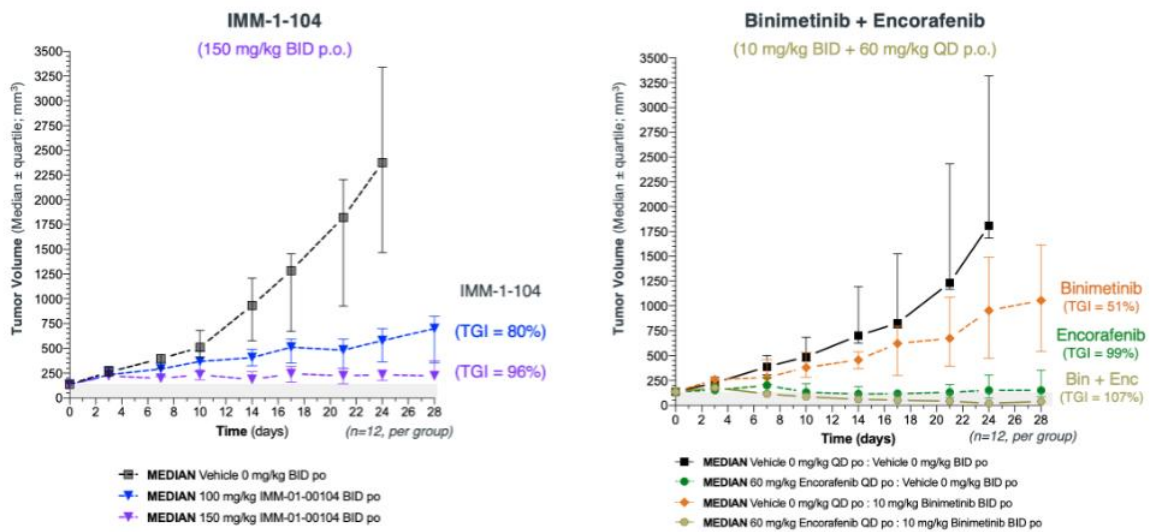 IMM-1-104
(150 mg/kg BID p.o.)
Tumor Volume (Median ± quartile; mm³)
3500
3250
3000
2750
2500
2250
2000
1750
1500
1250
1000
750
500
250
0
0 2 4 6 8 10 12 14 16 18 20 22 24 26 28
Time (days)
(n=12, per group)
IMM-1-104
(TGI = 80%)
(TGI = 96%)
MEDIAN Vehicle 0 mg/kg BID po
MEDIAN 100 mg/kg IMM-01-00104 BID po
MEDIAN 150 mg/kg IMM-01-00104 BID po
Binimetinib + Encorafenib
(10 mg/kg BID + 60 mg/kg QD p.o.)
Tumor Volume (Median ± quartile; mm³)
3500
3250
3000
2750
2500
2250
2000
1750
1500
1250
1000
750
500
250
0
0 2 4 6 8 10 12 14 16 18 20 22 24 26 28
Time (days)
(n=12, per group)
Binimetinib
(TGI = 51%)
Encorafenib
(TGI = 99%)
Bin + Enc
(TGI = 107%)
MEDIAN Vehicle 0 mg/kg QD po : Vehicle 0 mg/kg BID po
MEDIAN 60 mg/kg Encorafenib QD po : Vehicle 0 mg/kg BID po
MEDIAN Vehicle 0 mg/kg QD po : 10 mg/kg Binimetinib BID po
MEDIAN 60 mg/kg Encorafenib QD po : 10 mg/kg Binimetinib BID po